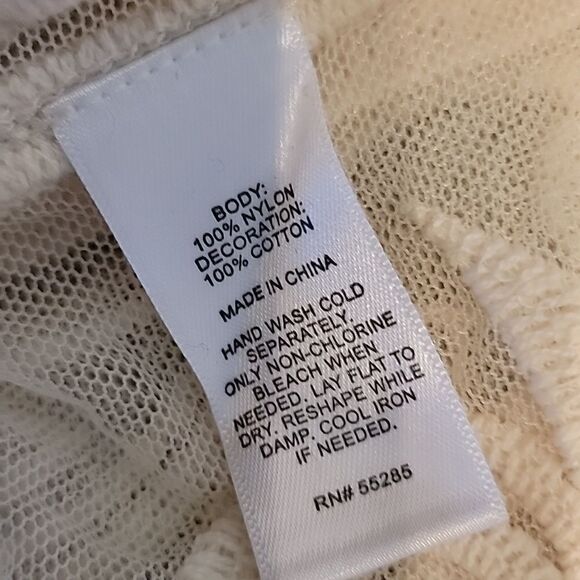 BODY:
100% NYLON
DECORATION:
100% COTTON
MADE IN CHINA
HAND WASH COLD
SEPARATELY.
ONLY NON-CHLORINE
BLEACH WHEN
NEEDED. LAY FLAT TO
DRY. RESHAPE WHILE
DAMP. COOL IRON
IF NEEDED.
RN# 55285